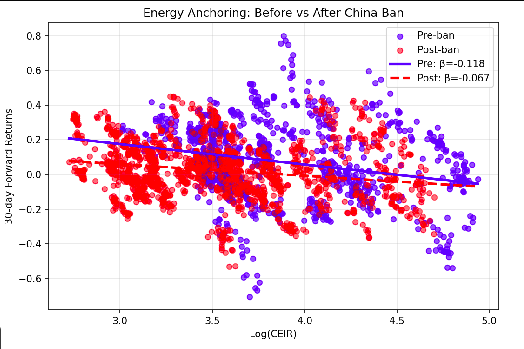 Energy Anchoring: Before vs After China Ban
Pre-ban
Post-ban
Pre: β=-0.118
Post: β=-0.067
30-day Forward Returns
0.8
0.6
0.4
0.2
0.0
−0.2
−0.4
−0.6
3.0
3.5
4.0
4.5
5.0
Log(CEIR)